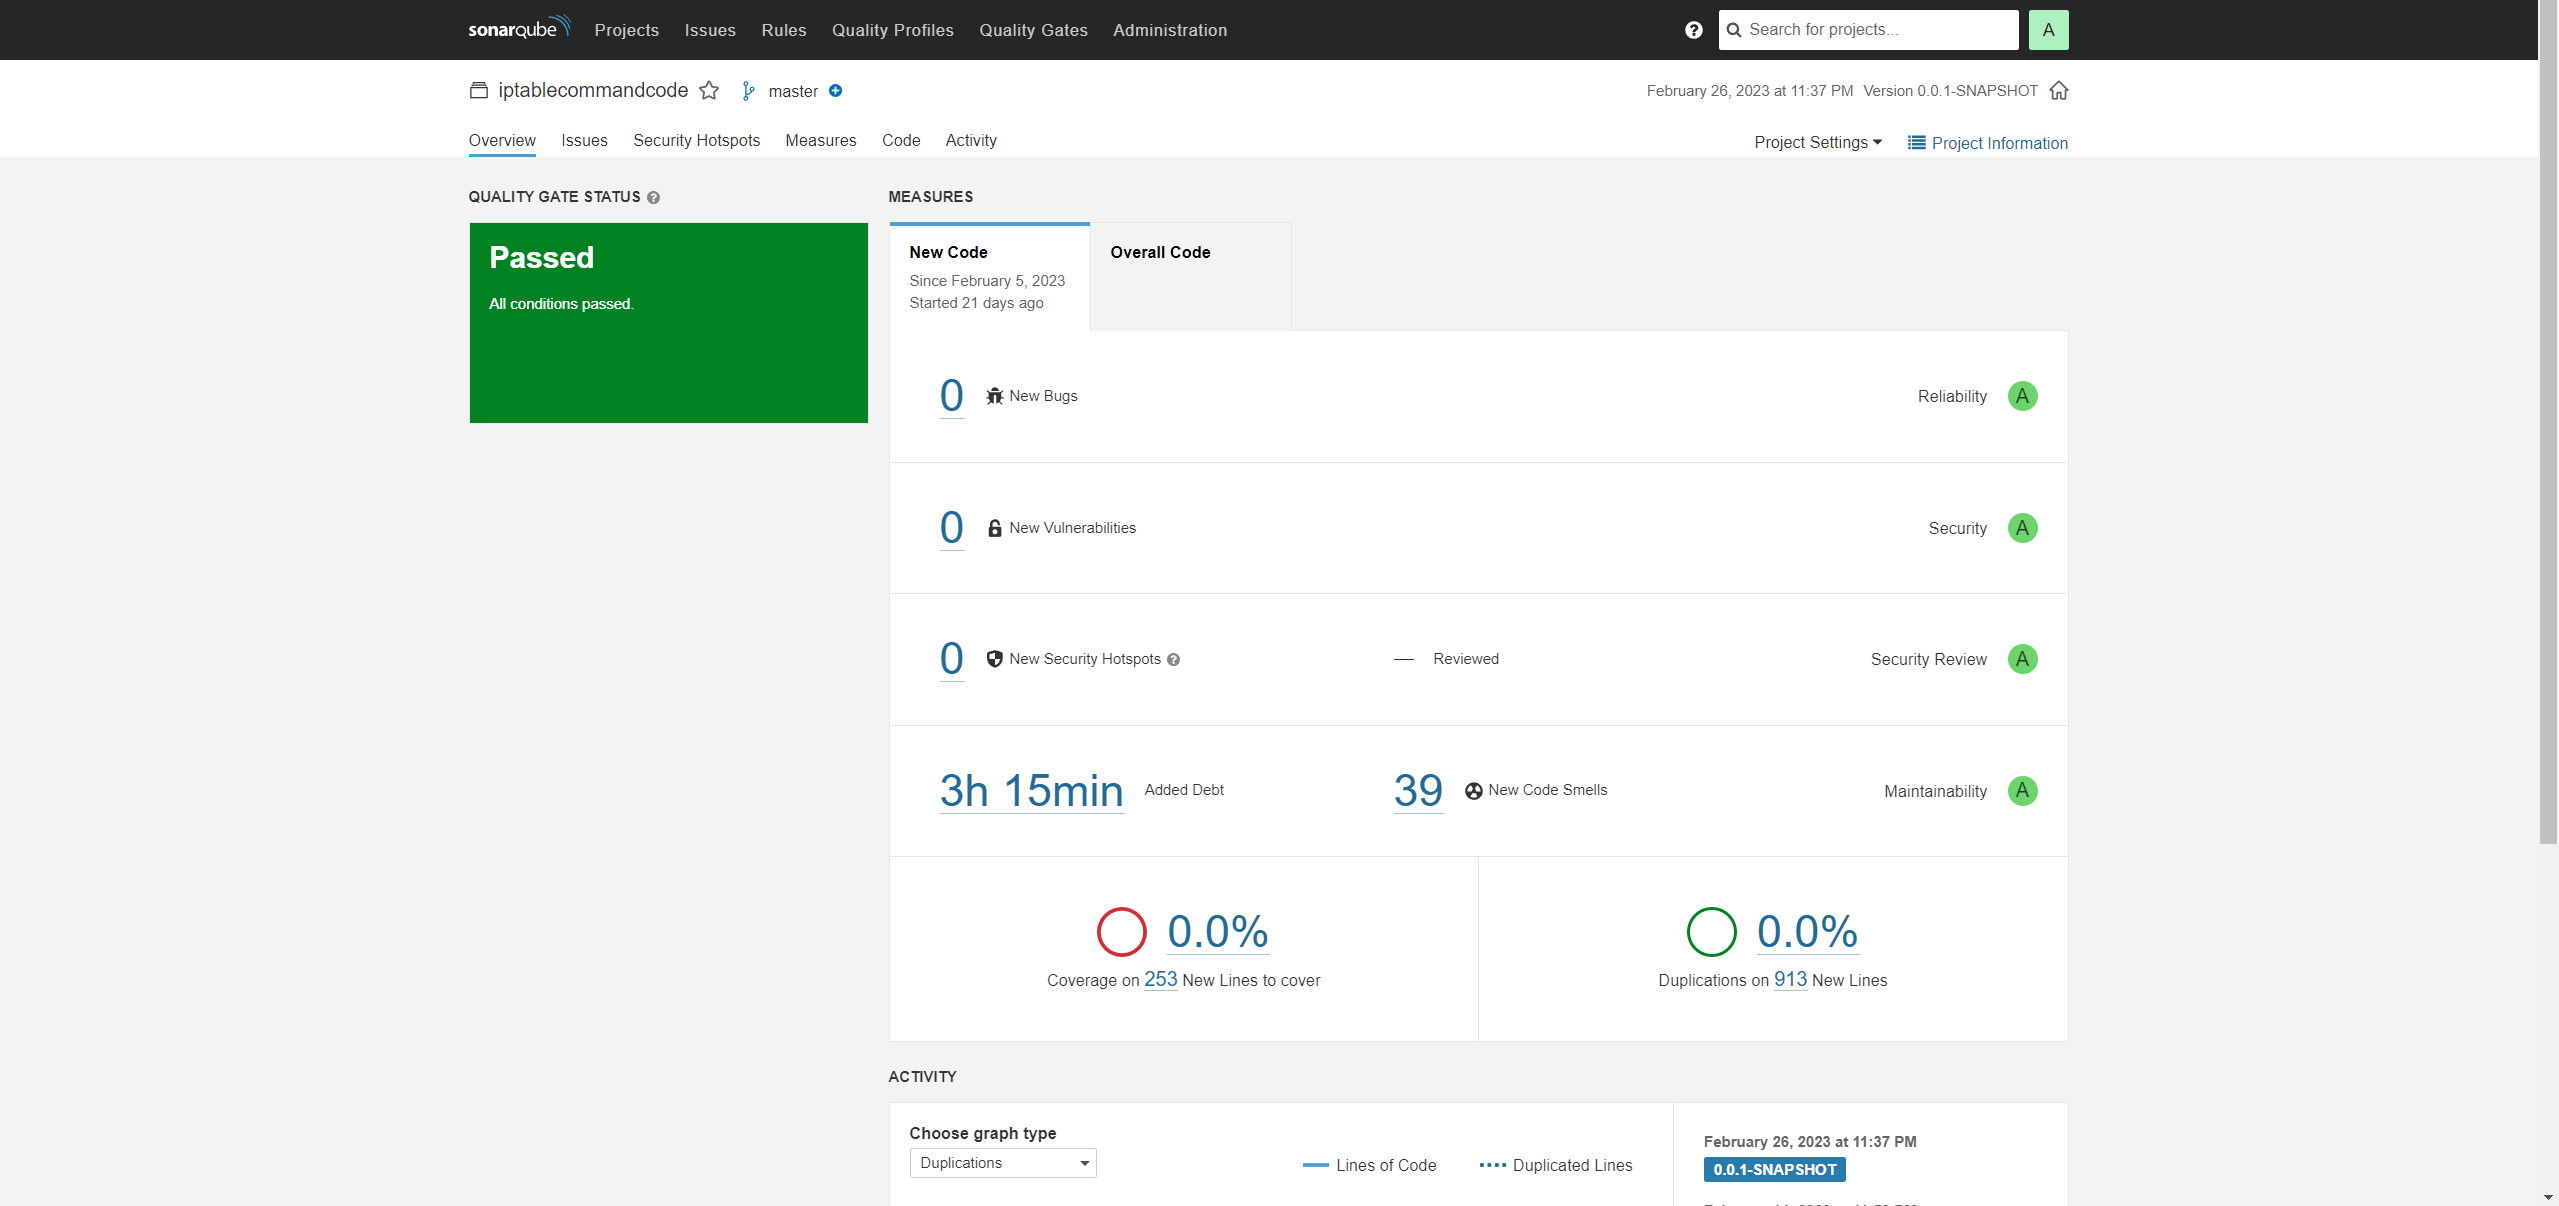 sonarqube Projects Issues Rules Quality Profiles Quality Gates Administration ? Search for projects... A
iptablecommandcode master February 26, 2023 at 11:37 PM Version 0.0.1-SNAPSHOT
Overview Issues Security Hotspots Measures Code Activity Project Settings Project Information
QUALITY GATE STATUS ?
Passed
All conditions passed.
MEASURES
New Code Overall Code
Since February 5, 2023
Started 21 days ago
0 New Bugs Reliability A
0 New Vulnerabilities Security A
0 New Security Hotspots ? — Reviewed Security Review A
3h 15min Added Debt 39 New Code Smells Maintainability A
0.0% 0.0%
Coverage on 253 New Lines to cover Duplications on 913 New Lines
ACTIVITY
Choose graph type
Duplications Lines of Code Duplicated Lines
February 26, 2023 at 11:37 PM
0.0.1-SNAPSHOT